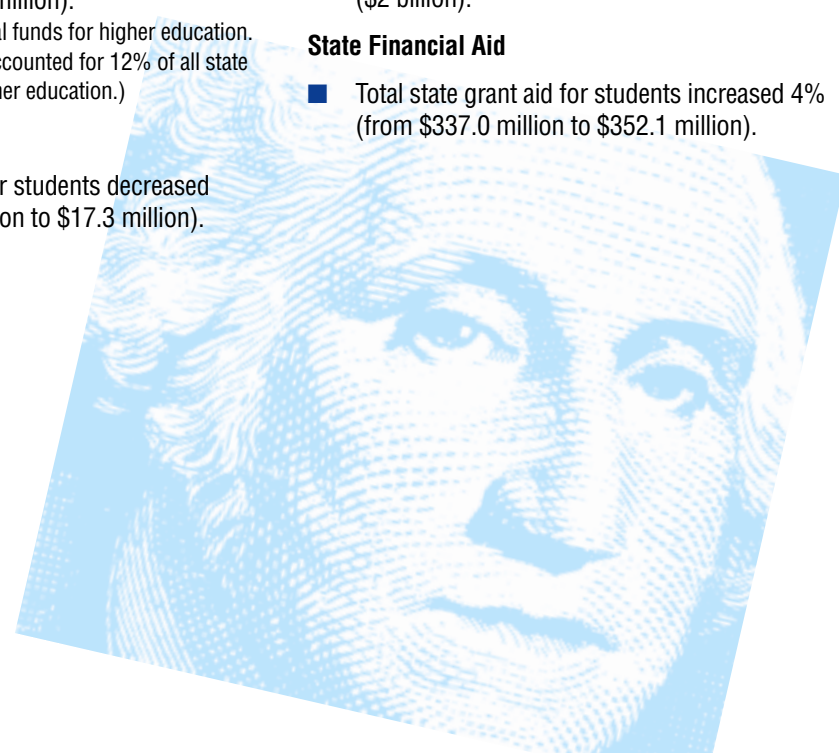 al funds for higher education.
ccounted for 12% of all state
her education.)
r students decreased
on to $17.3 million).
($2 billion).
State Financial Aid
■ Total state grant aid for students increased 4%
(from $337.0 million to $352.1 million).